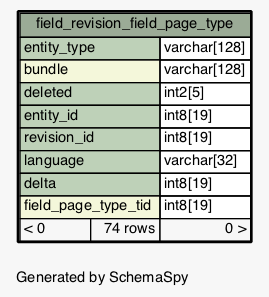 field_revision_field_page_type
entity_type varchar[128]
bundle varchar[128]
deleted int2[5]
entity_id int8[19]
revision_id int8[19]
language varchar[32]
delta int8[19]
field_page_type_tid int8[19]
< 0 74 rows 0 >
Generated by SchemaSpy